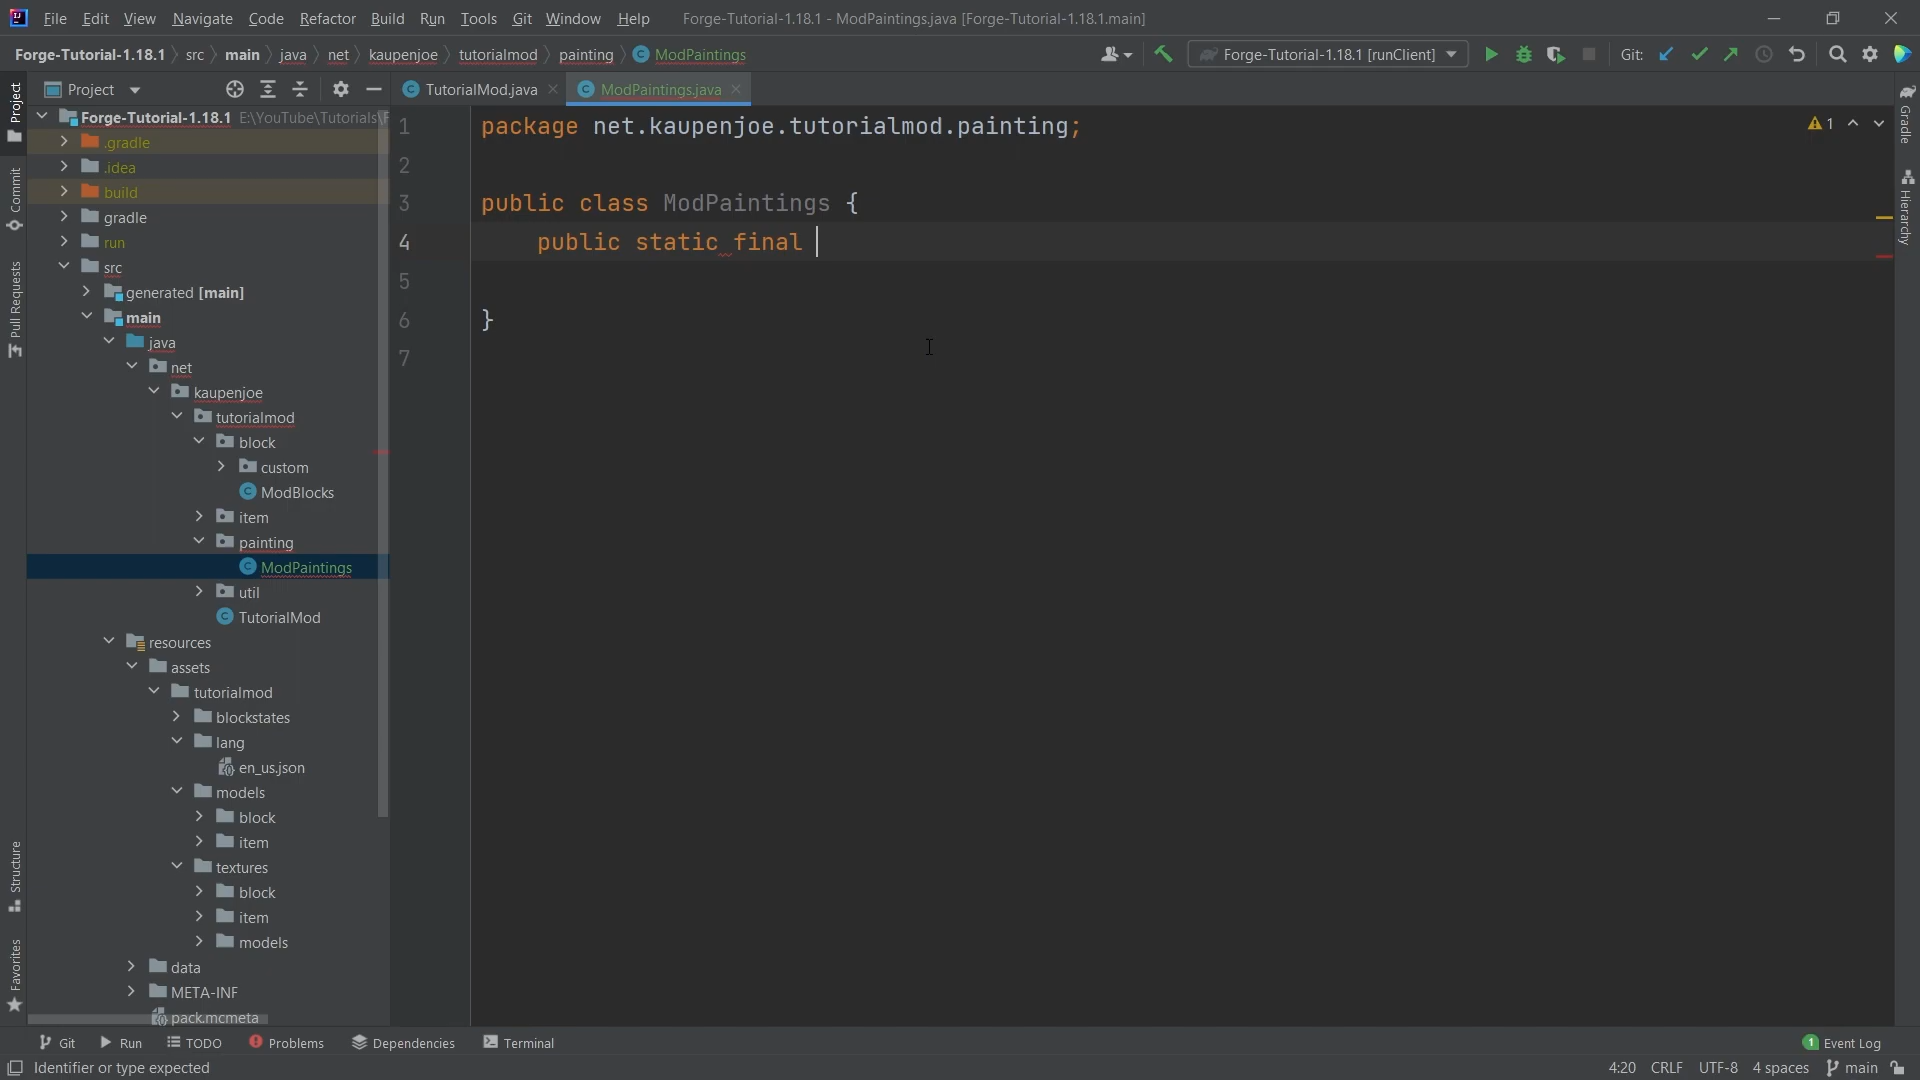 File Edit View Navigate Code Refactor Build Run Tools Git Window Help Forge-Tutorial-1.18.1 - ModPaintings.java [Forge-Tutorial-1.18.1.main]
Forge-Tutorial-1.18.1 src main java net kaupenjoe tutorialmod painting ModPaintings Forge-Tutorial-1.18.1 [runClient] Git:
Project
TutorialMod.java ModPaintings.java
Forge-Tutorial-1.18.1 E:\YouTube\Tutorials\F
.gradle
.idea
build
gradle
run
src
generated [main]
main
java
net
kaupenjoe
tutorialmod
block
custom
ModBlocks
item
painting
ModPaintings
util
TutorialMod
resources
assets
tutorialmod
blockstates
lang
en_us.json
models
block
item
textures
block
item
models
data
META-INF
pack.mcmeta
1 package net.kaupenjoe.tutorialmod.painting;
2
3 public class ModPaintings {
4 public static final
5
6 }
7
1
Project
Commit
Pull Requests
Structure
Favorites
Gradle
Hierarchy
Git Run TODO Problems Dependencies Terminal 1 Event Log
Identifier or type expected 4:20 CRLF UTF-8 4 spaces main